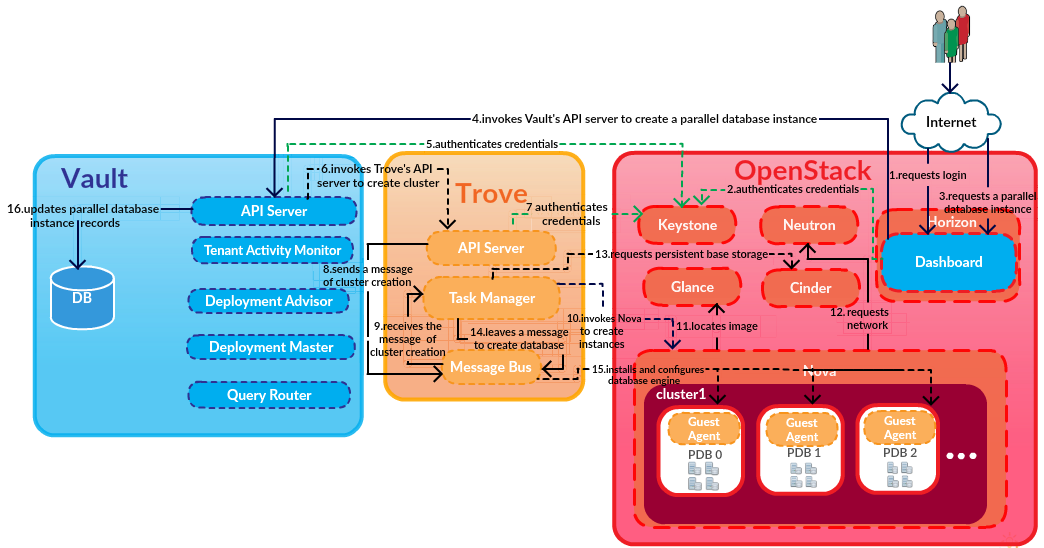 Internet
4.invokes Vault's API server to create a parallel database instance
5.authenticates credentials
Vault
6.invokes Trove's API
server to create cluster
Trove
OpenStack
1.requests login
2.authenticates credentials
3.requests a parallel
database instance
16.updates parallel database
instance records
API Server
7 authenticates
credentials
Keystone
Neutron
Horizon
Dashboard
Tenant Activity Monitor
API Server
13.requests persistent base storage
8.sends a message
of cluster creation
DB
Deployment Advisor
Task Manager
Glance
Cinder
9.receives the
message of
cluster creation
14.leaves a message
to create database
10.invokes Nova
to create
instances
11.locates image
12. requests
network
Deployment Master
Message Bus
15.installs and configures
database engine
Nova
Query Router
cluster1
Guest
Agent
PDB 0
Guest
Agent
PDB 1
Guest
Agent
PDB 2